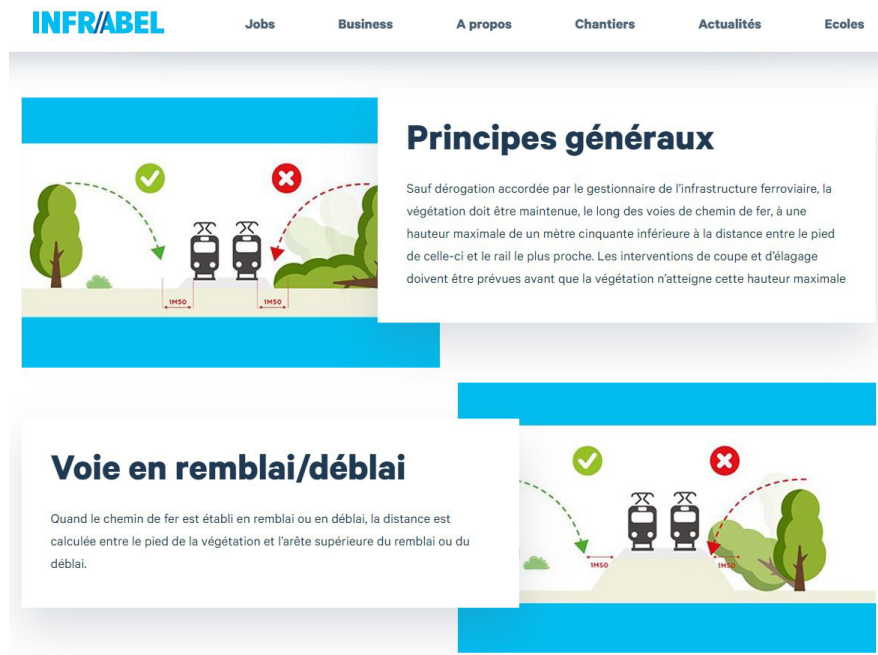 INFRABEL
Jobs Business A propos Chantiers Actualités Ecoles
Principes généraux
Sauf dérogation accordée par le gestionnaire de l'infrastructure ferroviaire, la
végétation doit être maintenue, le long des voies de chemin de fer, à une
hauteur maximale de un mètre cinquante inférieure à la distance entre le pied
de celle-ci et le rail le plus proche. Les interventions de coupe et d'élagage
doivent être prévues avant que la végétation n'atteigne cette hauteur maximale
1M50 1M50
Voie en remblai/déblai
Quand le chemin de fer est établi en remblai ou en déblai, la distance est
calculée entre le pied de la végétation et l'arête supérieure du remblai ou du
déblai.
1M50 1M50